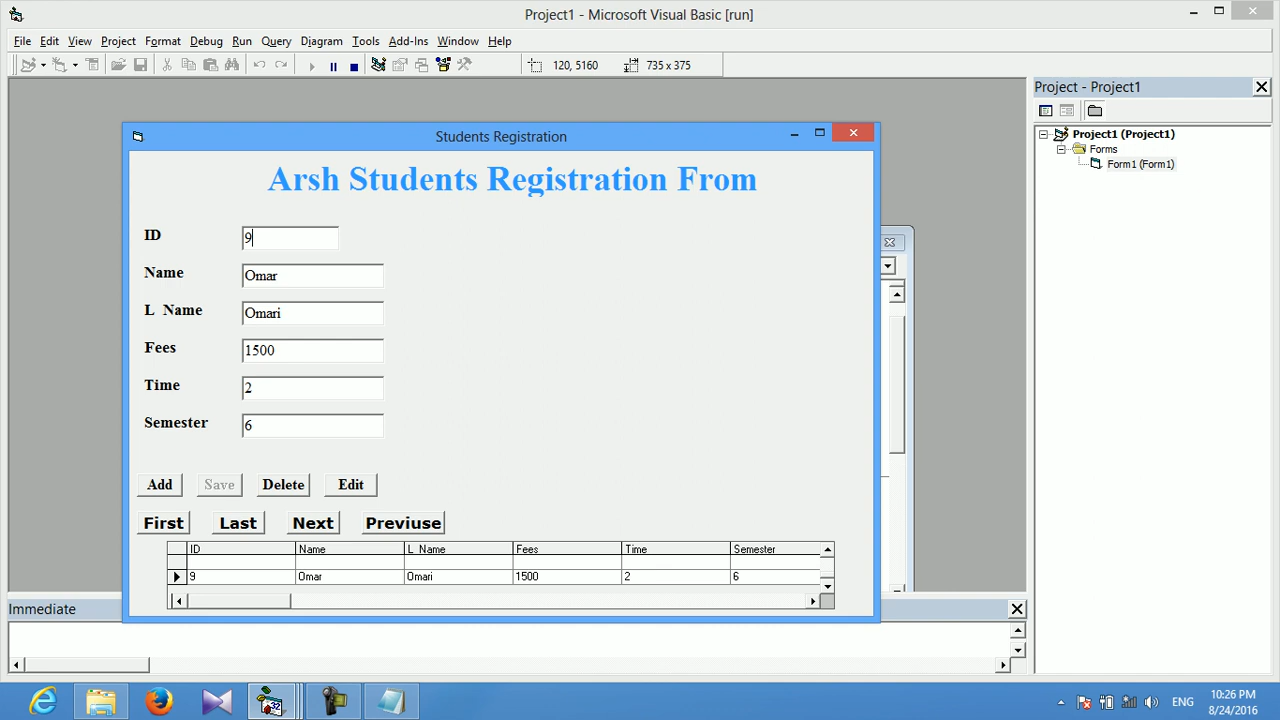 Project1 - Microsoft Visual Basic [run]
File Edit View Project Format Debug Run Query Diagram Tools Add-Ins Window Help
120, 5160 735 x 375
Project - Project1
Project1 (Project1)
Forms
Form1 (Form1)
Students Registration
Arsh Students Registration From
ID 9
Name Omar
L Name Omari
Fees 1500
Time 2
Semester 6
Add Save Delete Edit
First Last Next Previuse
ID Name L Name Fees Time Semester
9 Omar Omari 1500 2 6
Immediate
32
ENG
10:26 PM
8/24/2016